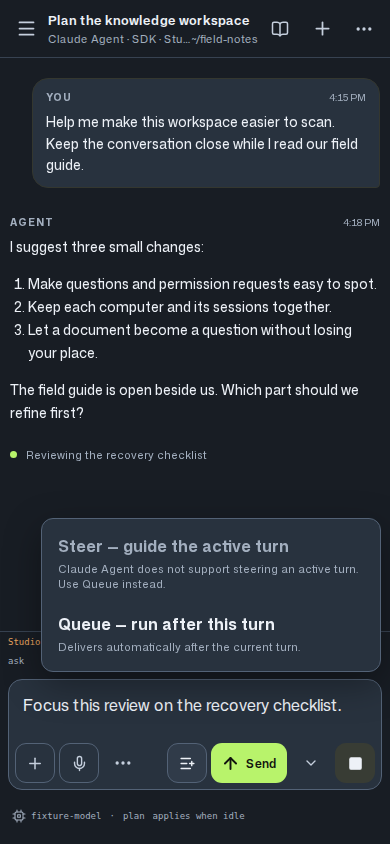 Plan the knowledge workspace
Claude Agent · SDK · Stu...~/field-notes
YOU 4:15 PM
Help me make this workspace easier to scan.
Keep the conversation close while I read our field
guide.
AGENT 4:18 PM
I suggest three small changes:
1. Make questions and permission requests easy to spot.
2. Keep each computer and its sessions together.
3. Let a document become a question without losing
your place.
The field guide is open beside us. Which part should we
refine first?
Reviewing the recovery checklist
Steer — guide the active turn
Claude Agent does not support steering an active turn.
Use Queue instead.
Queue — run after this turn
Delivers automatically after the current turn.
Studio
ask
Focus this review on the recovery checklist.
Send
fixture-model · plan applies when idle